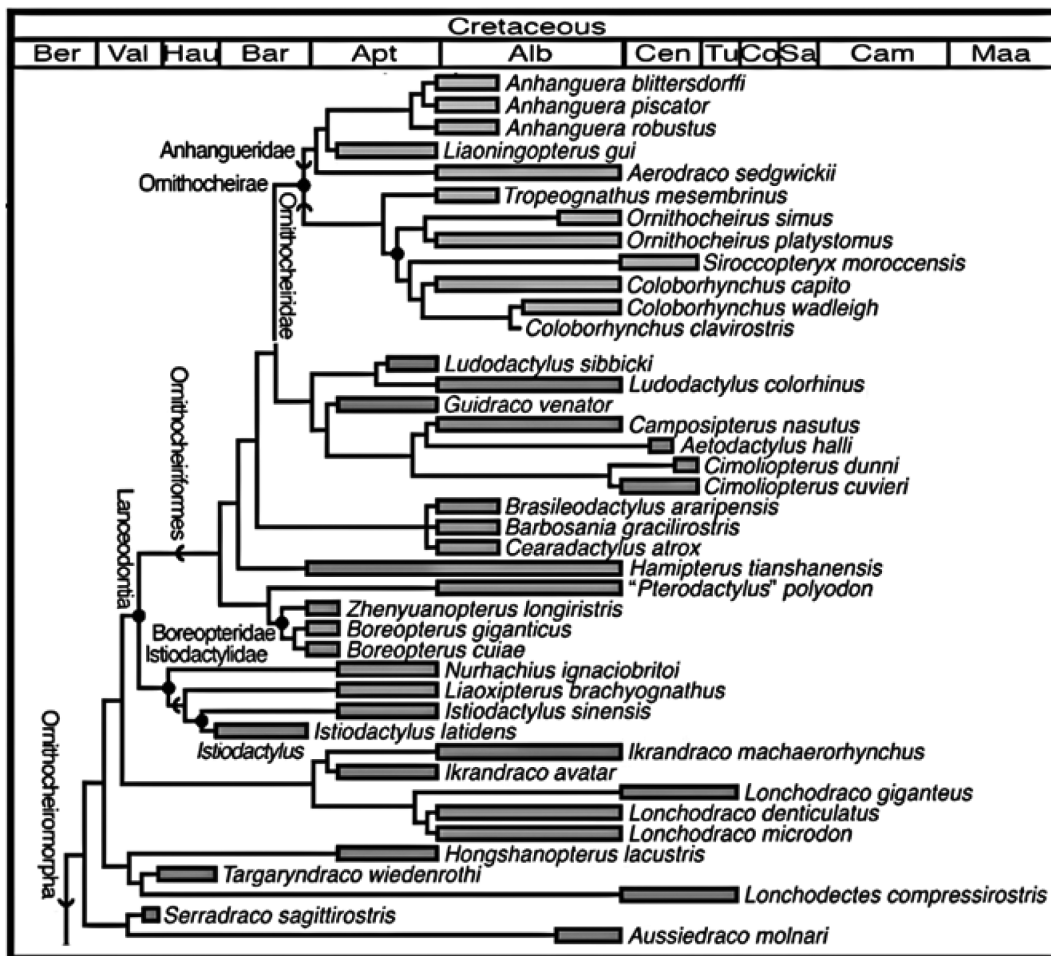 Cretaceous
Ber Val Hau Bar Apt Alb Cen Tu Co Sa Cam Maa
Anhanguera blittersdorffi
Anhanguera piscator
Anhanguera robustus
Anhangueridae
Liaoningopterus gui
Aerodraco sedgwickii
Ornithocheirae
Tropeognathus mesembrinus
Ornithocheirus simus
Ornithocheirus platystomus
Ornithocheiridae
Siroccopteryx moroccensis
Coloborhynchus capito
Coloborhynchus wadleigh
Coloborhynchus clavirostris
Ludodactylus sibbicki
Ludodactylus colorhinus
Guidraco venator
Camposipterus nasutus
Aetodactylus halli
Ornithocheiriformes
Cimoliopterus dunni
Cimoliopterus cuvieri
Brasileodactylus araripensis
Barbosania gracilirostris
Cearadactylus atrox
Lanceodontia
Hamipterus tianshanensis
"Pterodactylus" polyodon
Zhenyuanopterus longiristris
Boreopteridae
Boreopterus giganticus
Istiodactylidae
Boreopterus cuiae
Nurhachius ignaciobritoi
Liaoxipterus brachyognathus
Istiodactylus sinensis
Istiodactylus latidens
Istiodactylus
Ikrandraco machaerorhynchus
Ikrandraco avatar
Lonchodraco giganteus
Lonchodraco denticulatus
Lonchodraco microdon
Ornithocheiromorpha
Hongshanopterus lacustris
Targaryndraco wiedenrothi
Lonchodectes compressirostris
Serradraco sagittirostris
Aussiedraco molnari